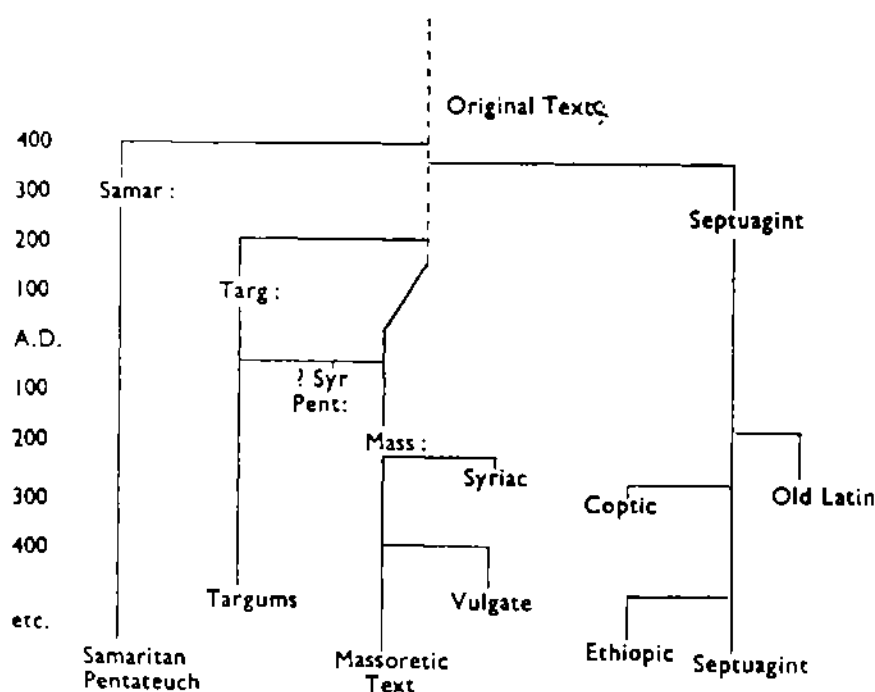 Original Texts
400
300
Samar :
Septuagint
200
100
Targ :
A.D.
? Syr
Pent:
100
200
Mass :
Syriac
300
Coptic
Old Latin
400
Targums
Vulgate
etc.
Samaritan
Pentateuch
Massoretic
Text
Ethiopic
Septuagint